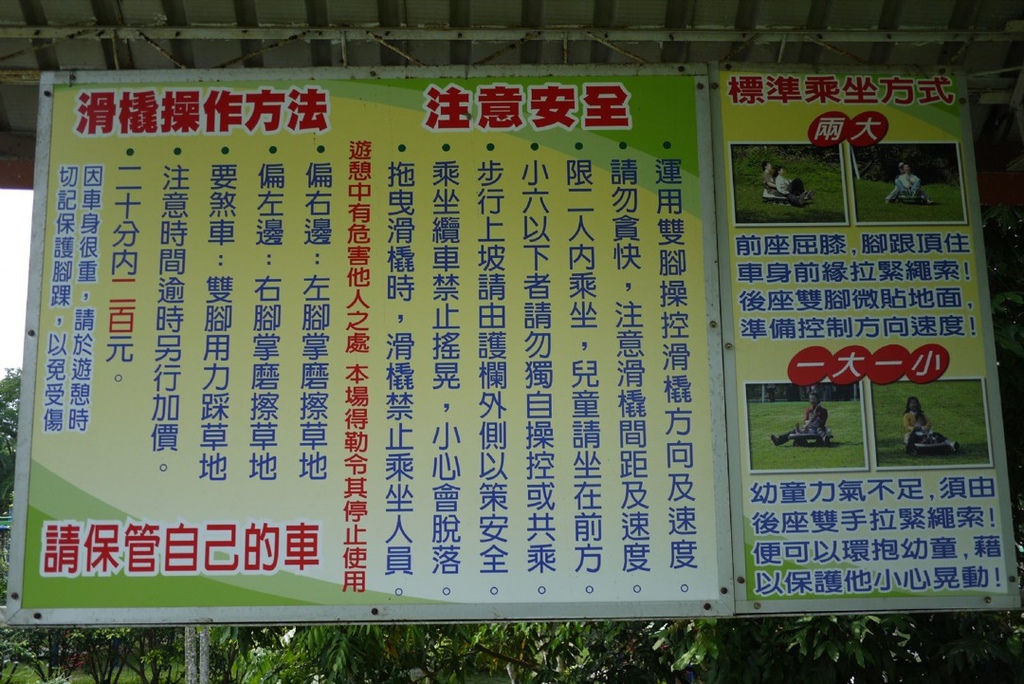 注意安全
運用雙腳操控滑橇方向及速度。
請勿貪快，注意滑橇間距及速度。
限二人內乘坐，兒童請坐在前方。
小六以下者請勿獨自操控或共乘。
步行上坡請由護欄外側以策安全。
乘坐纜車禁止搖晃，小心會脫落。
拖曳滑橇時，滑橇禁止乘坐人員。
遊憩中有危害他人之處 本場得勒令其停止使用
滑橇操作方法
偏右邊：左腳掌磨擦草地
偏左邊：右腳掌磨擦草地
要煞車：雙腳用力踩草地
注意時間逾時另行加價。
二十分內二百元。
因車身很重，請於遊憩時
切記保護腳踝，以免受傷
請保管自己的車
標準乘坐方式
兩大
前座屈膝,腳跟頂住
車身前緣拉緊繩索!
後座雙腳微貼地面,
準備控制方向速度!
一大一小
幼童力氣不足,須由
後座雙手拉緊繩索!
便可以環抱幼童,藉
以保護他小心晃動!